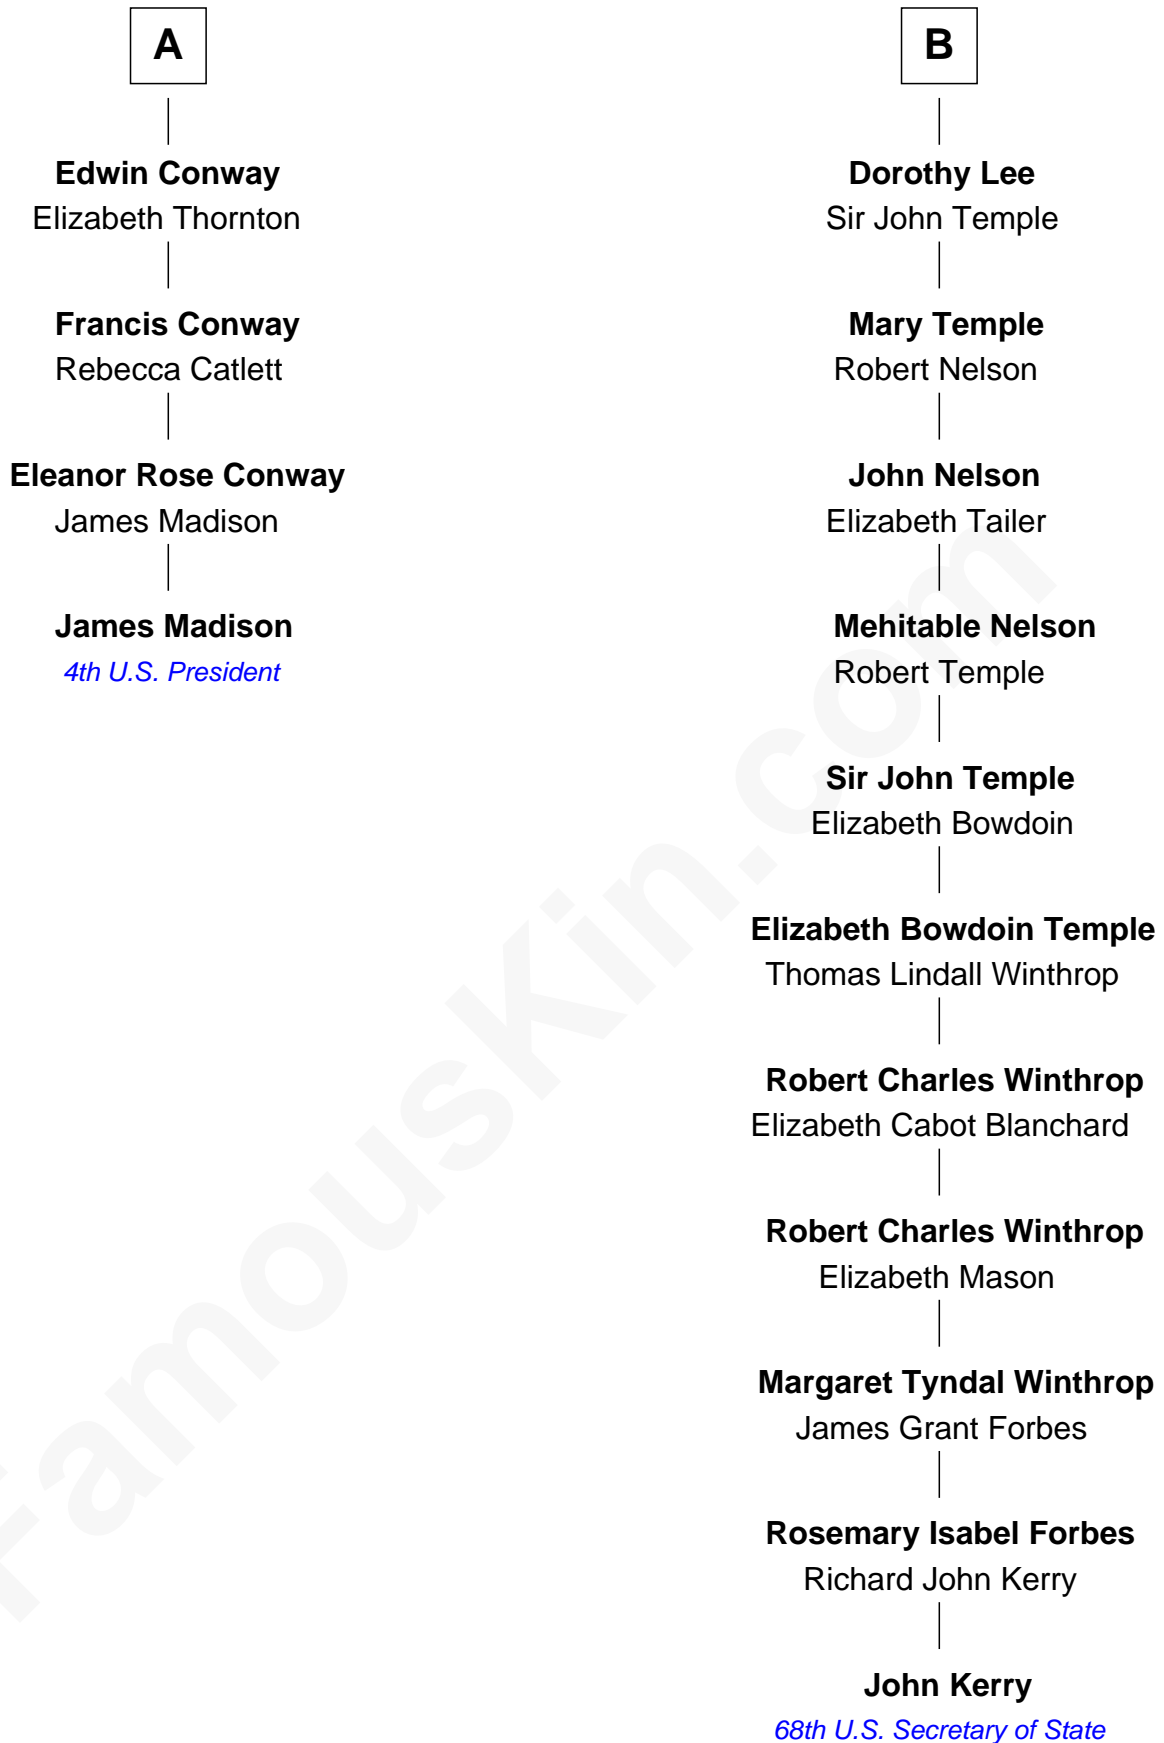 A
Edwin Conway
Elizabeth Thornton
Francis Conway
Rebecca Catlett
Eleanor Rose Conway
James Madison
James Madison
4th U.S. President
B
Dorothy Lee
Sir John Temple
Mary Temple
Robert Nelson
John Nelson
Elizabeth Tailer
Mehitable Nelson
Robert Temple
Sir John Temple
Elizabeth Bowdoin
Elizabeth Bowdoin Temple
Thomas Lindall Winthrop
Robert Charles Winthrop
Elizabeth Cabot Blanchard
Robert Charles Winthrop
Elizabeth Mason
Margaret Tyndal Winthrop
James Grant Forbes
Rosemary Isabel Forbes
Richard John Kerry
John Kerry
68th U.S. Secretary of State
FamousKin.com